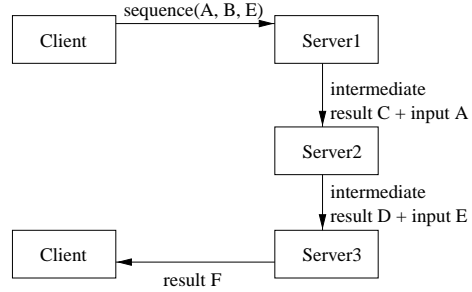 sequence(A, B, E)
Client
Server1
intermediate
result C + input A
Server2
intermediate
result D + input E
Client
Server3
result F